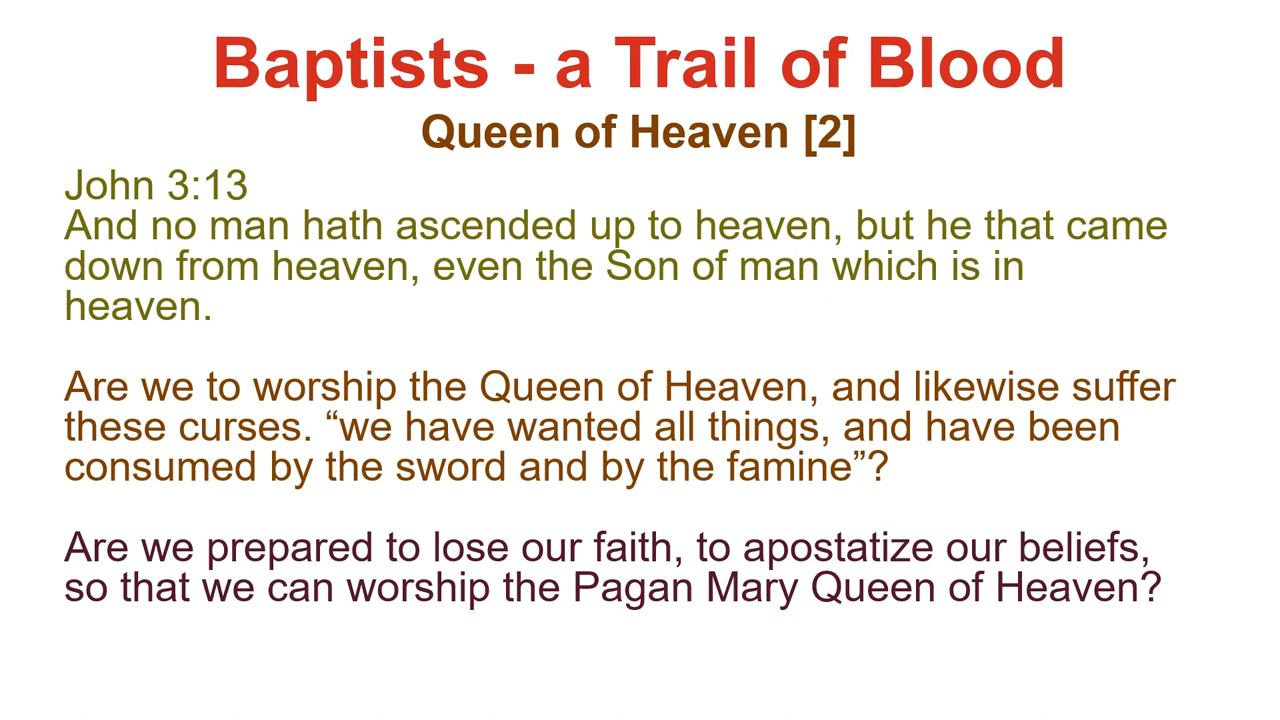 Baptists - a Trail of Blood
Queen of Heaven [2]
John 3:13
And no man hath ascended up to heaven, but he that came
down from heaven, even the Son of man which is in
heaven.
Are we to worship the Queen of Heaven, and likewise suffer
these curses. “we have wanted all things, and have been
consumed by the sword and by the famine”?
Are we prepared to lose our faith, to apostatize our beliefs,
so that we can worship the Pagan Mary Queen of Heaven?